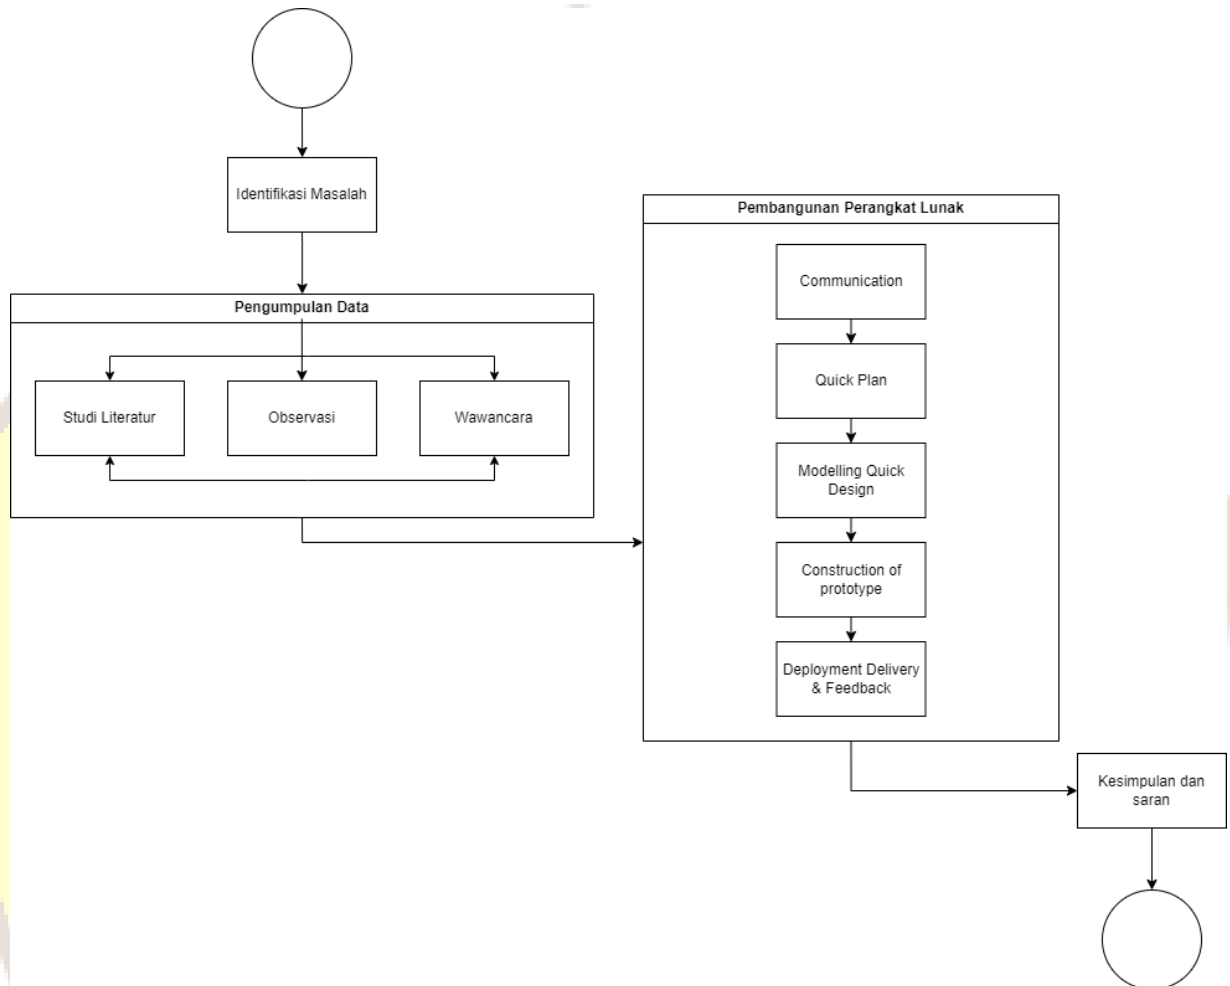 Identifikasi Masalah
Pengumpulan Data
Studi Literatur
Observasi
Wawancara
Pembangunan Perangkat Lunak
Communication
Quick Plan
Modelling Quick
Design
Construction of
prototype
Deployment Delivery
& Feedback
Kesimpulan dan
saran